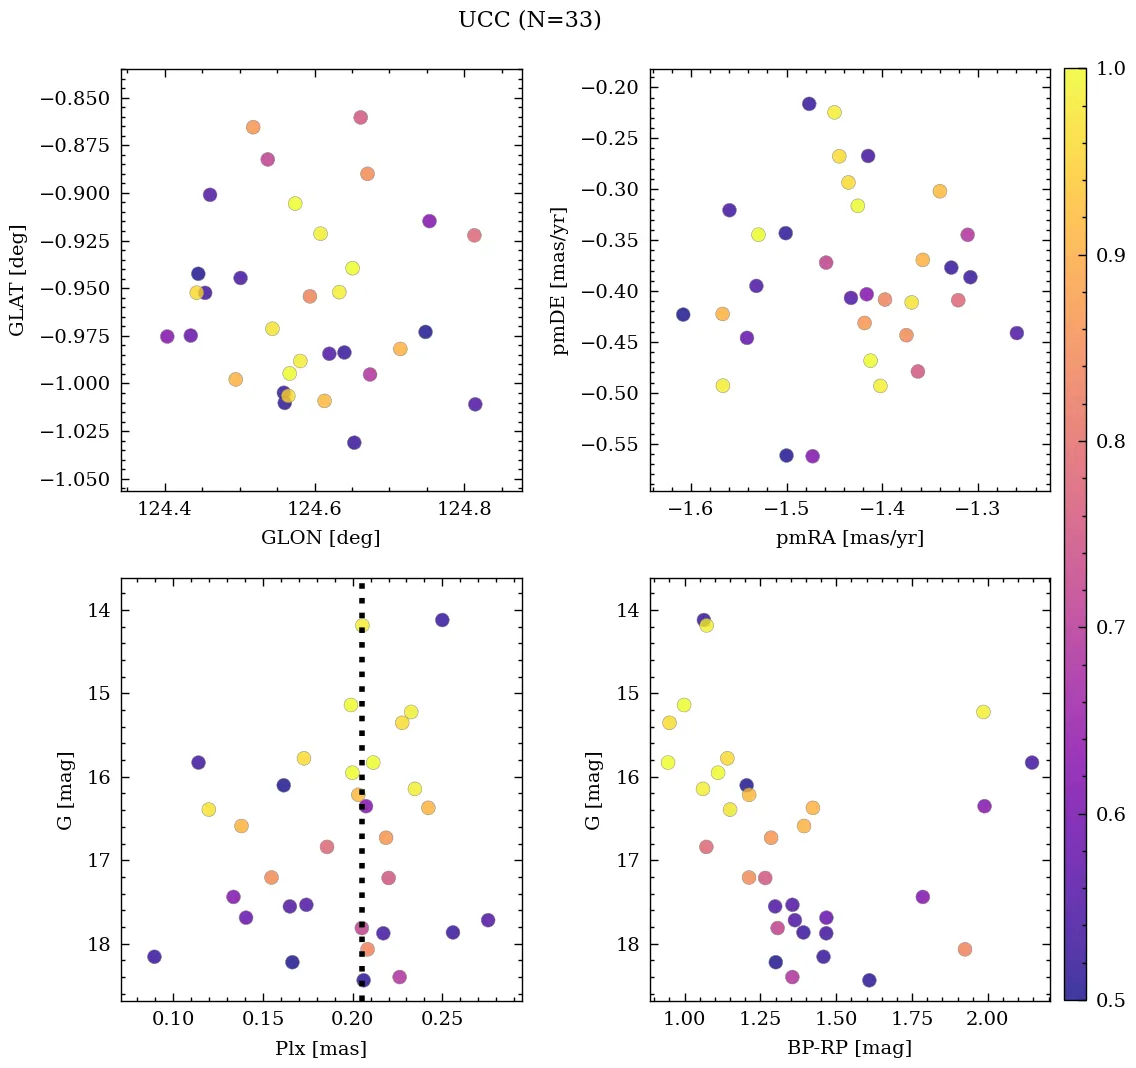 UCC (N=33)
−0.850
−0.875
−0.900
−0.925
−0.950
−0.975
−1.000
−1.025
−1.050
GLAT [deg]
124.4 124.6 124.8
GLON [deg]
−0.20
−0.25
−0.30
−0.35
−0.40
−0.45
−0.50
−0.55
pmDE [mas/yr]
−1.6 −1.5 −1.4 −1.3
pmRA [mas/yr]
14
15
16
17
18
G [mag]
0.10 0.15 0.20 0.25
Plx [mas]
14
15
16
17
18
G [mag]
1.00 1.25 1.50 1.75 2.00
BP-RP [mag]
1.0
0.9
0.8
0.7
0.6
0.5